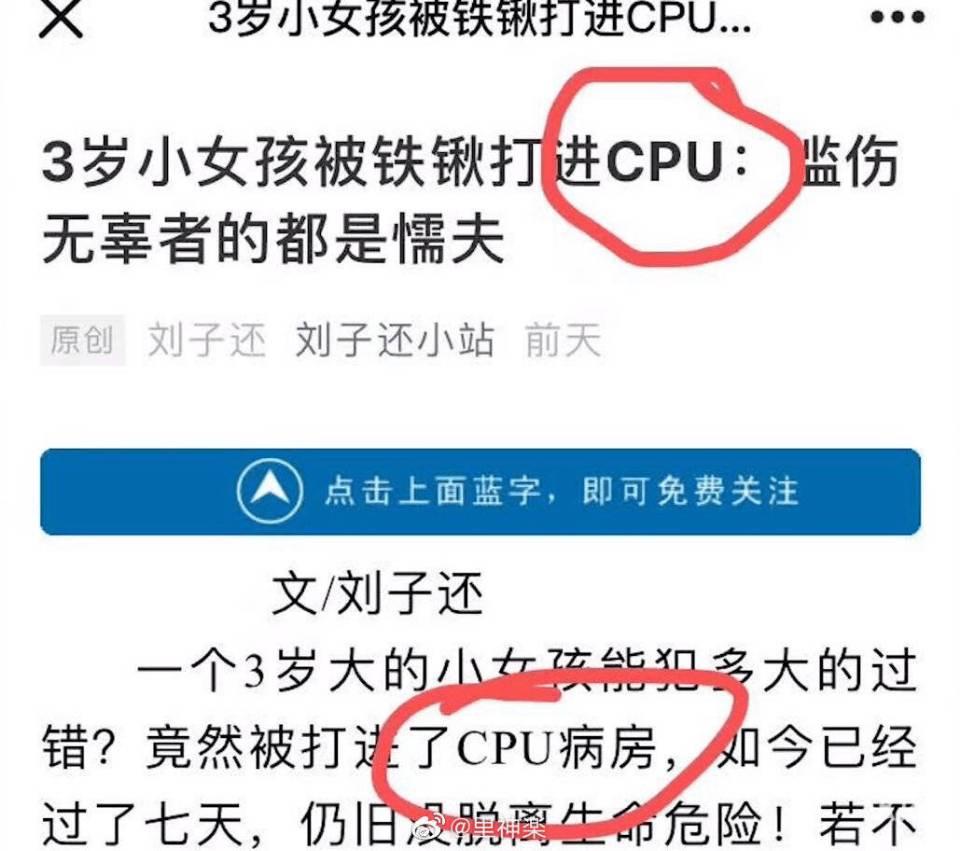 3岁小女孩被铁锹打进CPU...
3岁小女孩被铁锹打进CPU：滥伤
无辜者的都是懦夫
原创 刘子还 刘子还小站 前天
点击上面蓝字，即可免费关注
文/刘子还
一个3岁大的小女孩能犯多大的过
错？竟然被打进了CPU病房，如今已经
过了七天，仍旧没脱离生命危险！若不
@里神楽